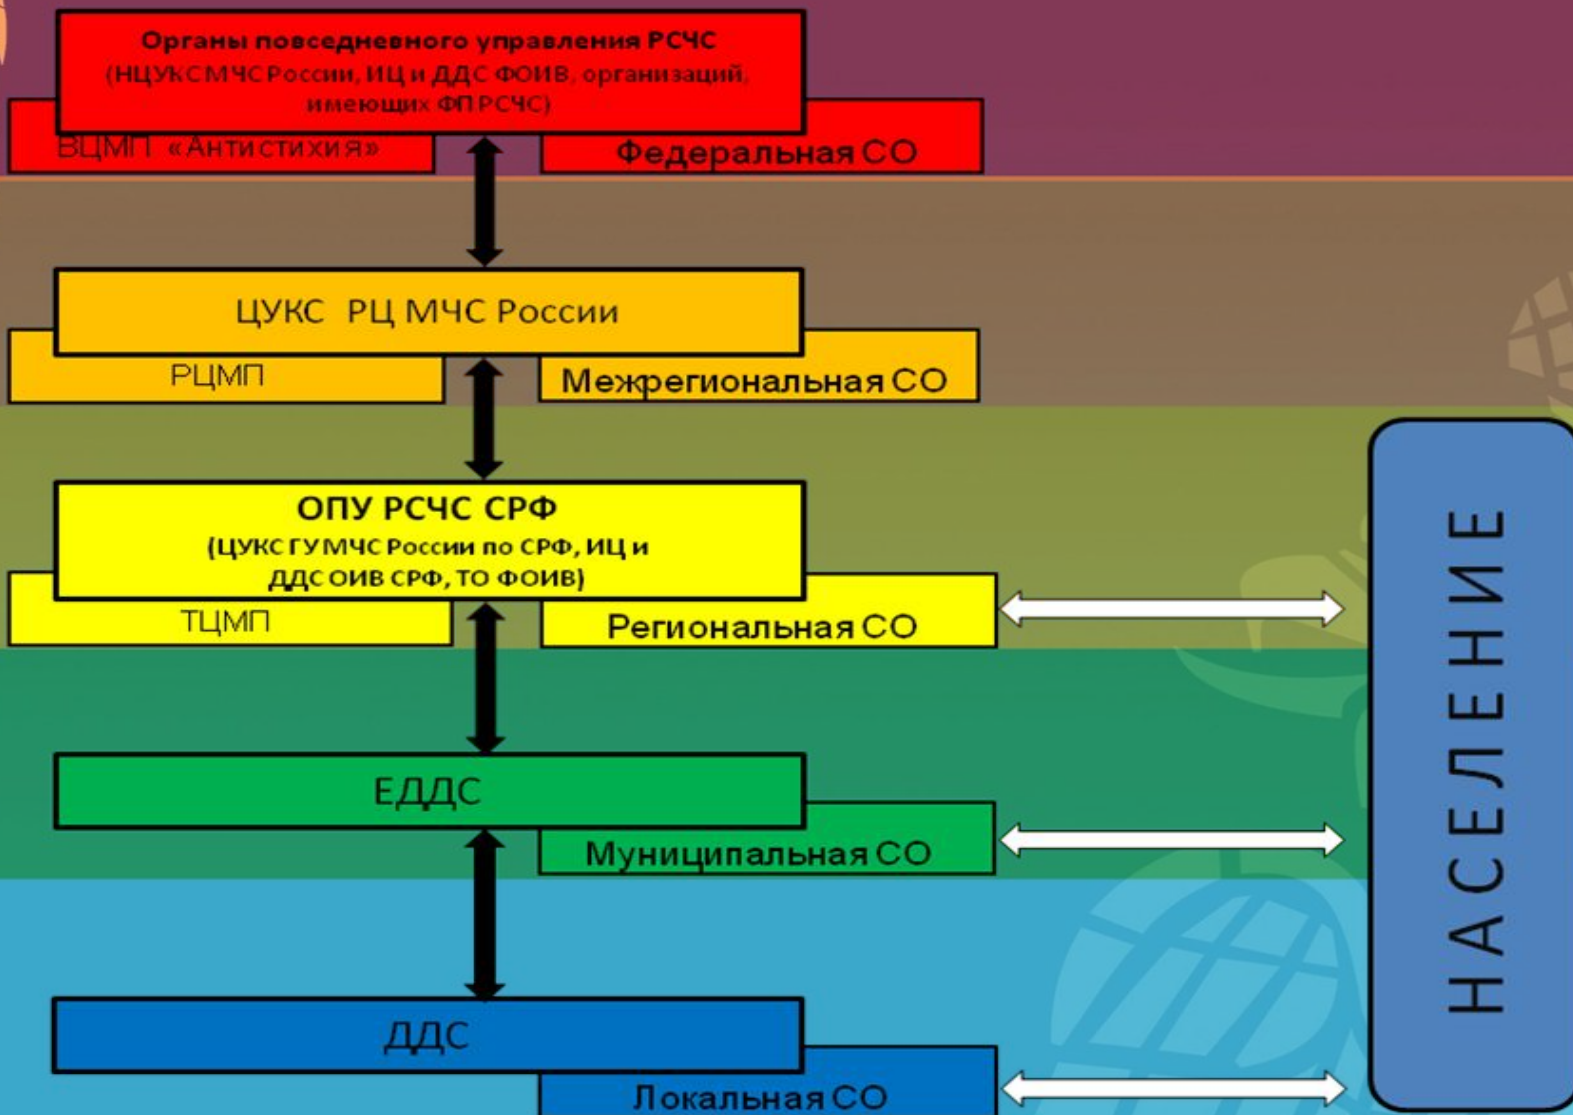 Органы повседневного управления РСЧС
(НЦУКС МЧС России, ИЦ и ДДС ФОИВ, организаций,
имеющих ФП РСЧС)
ВЦМП «Антистихия»
Федеральная СО
ЦУКС РЦ МЧС России
РЦМП
Межрегиональная СО
ОПУ РСЧС СРФ
(ЦУКС ГУ МЧС России по СРФ, ИЦ и
ДДС ОИВ СРФ, ТО ФОИВ)
ТЦМП
Региональная СО
ЕДДС
Муниципальная СО
ДДС
Локальная СО
НАСЕЛЕНИЕ